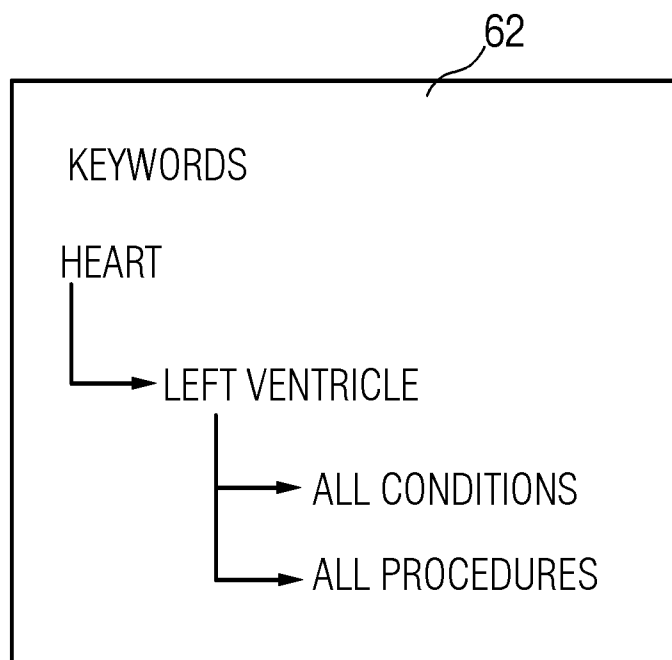 62
KEYWORDS
HEART
LEFT VENTRICLE
ALL CONDITIONS
ALL PROCEDURES